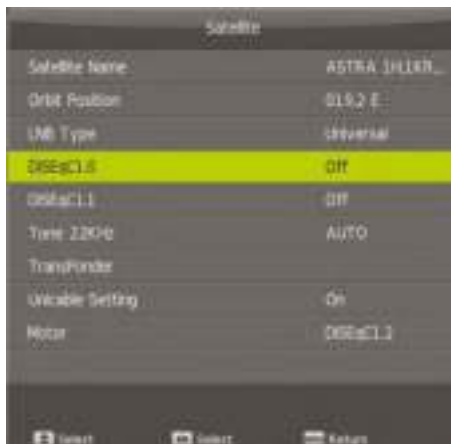 Satellite
Satellite Name ASTRA 1H,1KR,...
Orbit Position 019.2 E
LNB Type Universal
DISEqC1.0 Off
DISEqC1.1 Off
Tone 22KHz AUTO
TransPonder
Unicable Setting On
Motor DISEqC1.2
Select Select Return